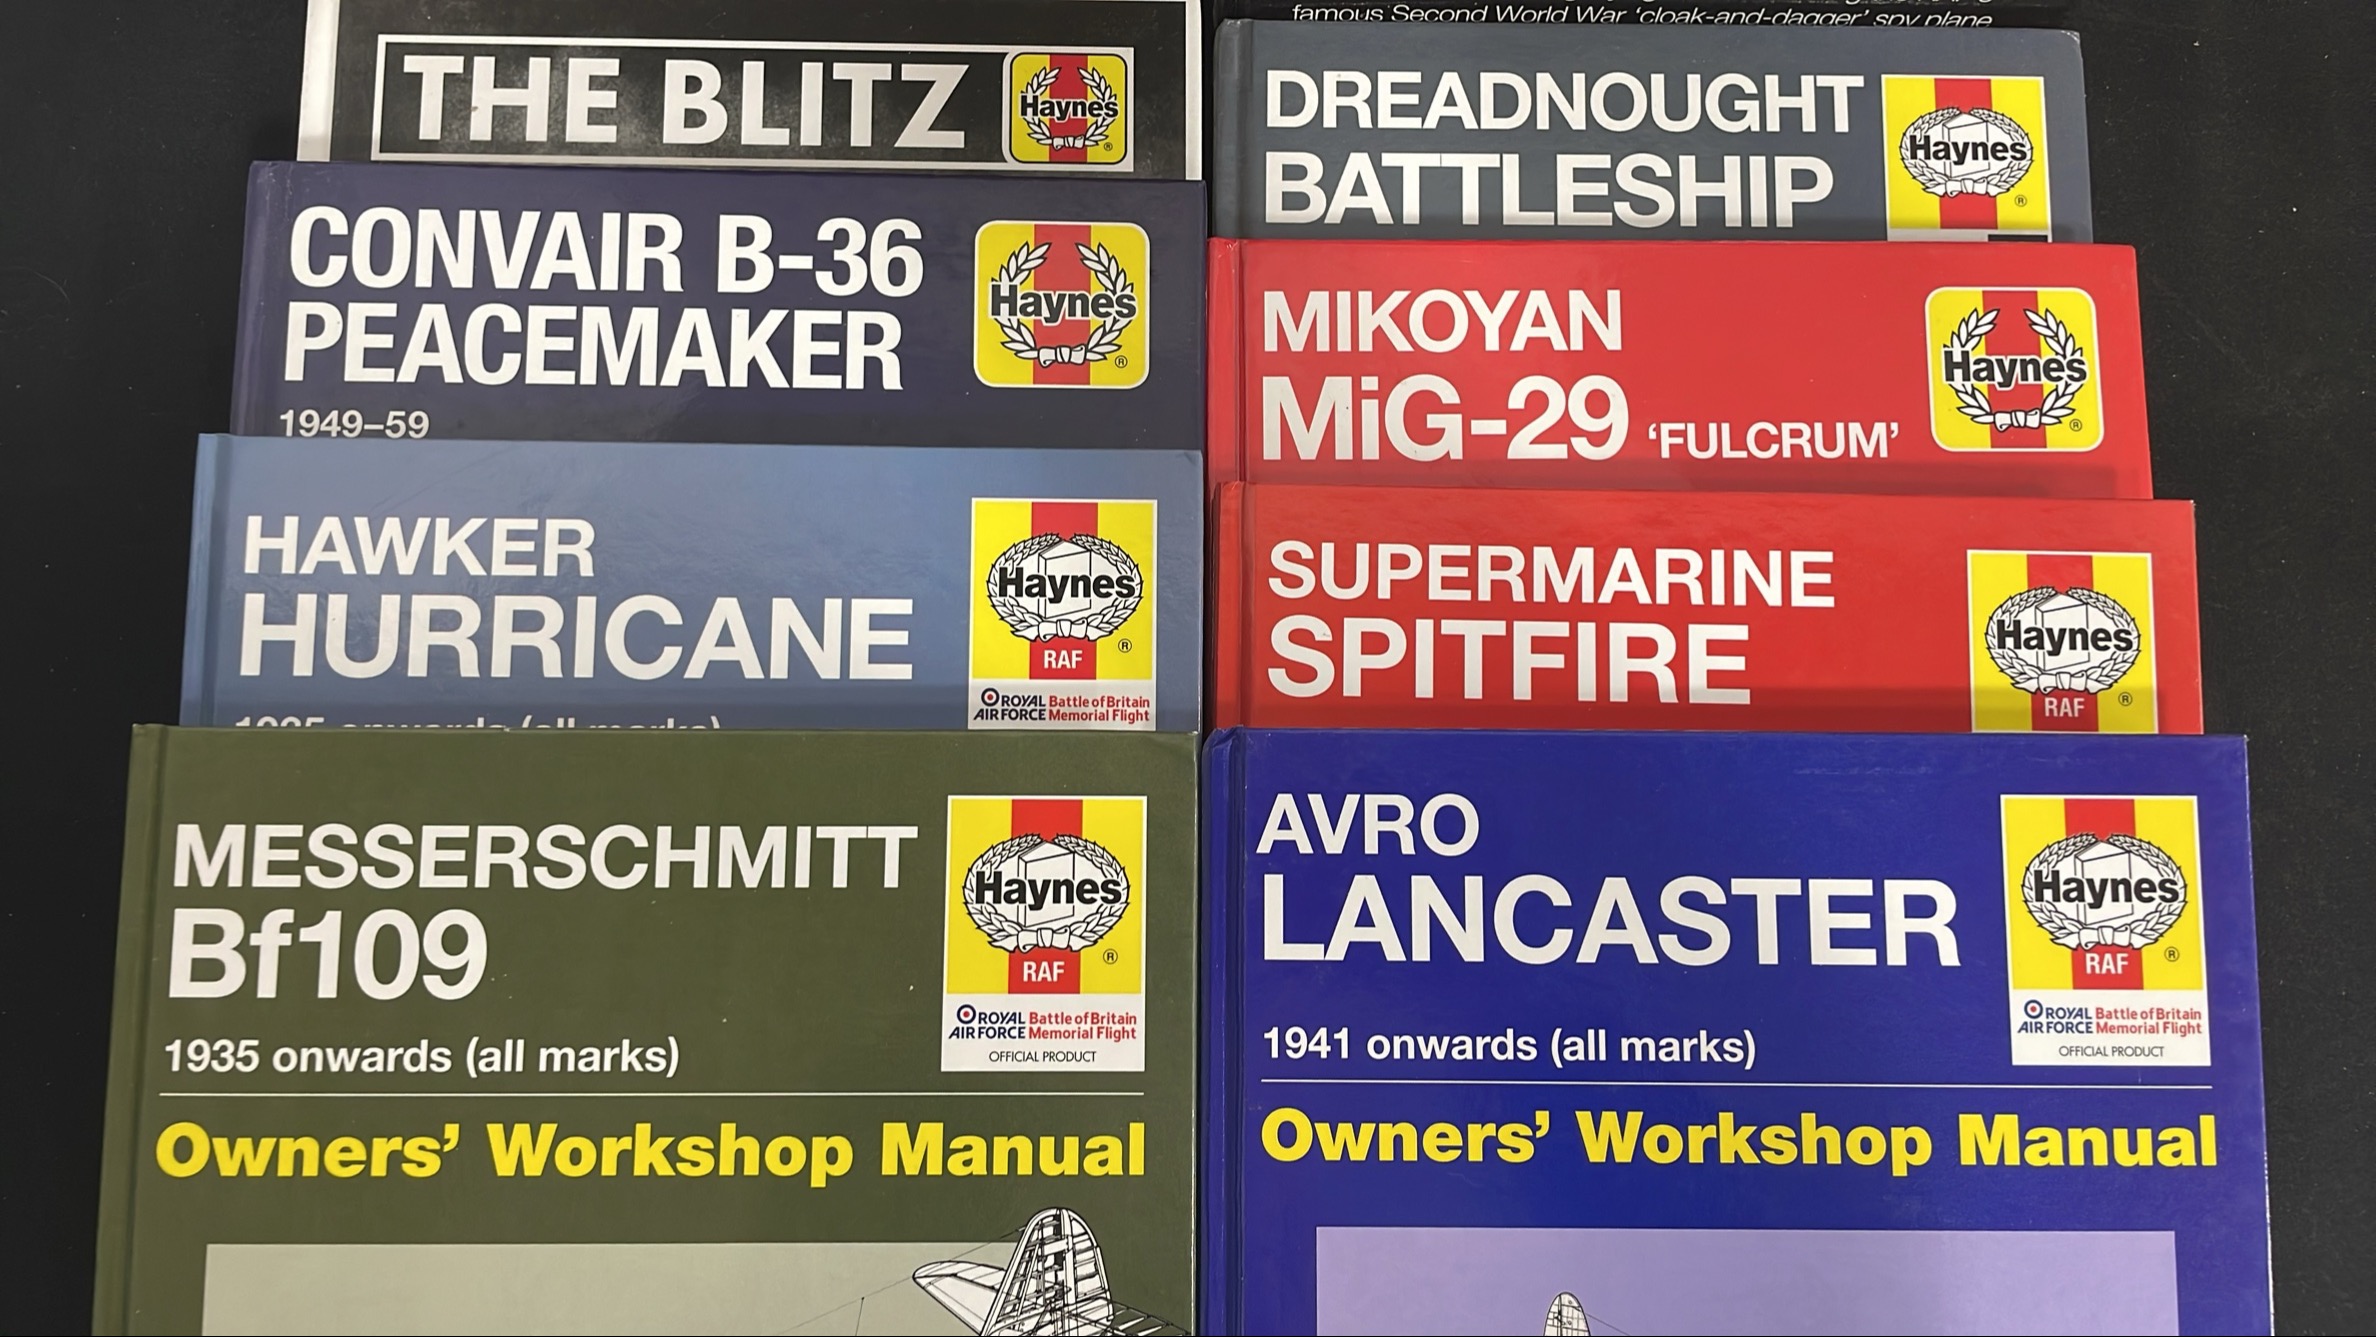 THE BLITZ
Haynes
®
CONVAIR B-36
PEACEMAKER
Haynes
®
1949–59
HAWKER
HURRICANE
Haynes
®
RAF
ROYAL AIR FORCE
Battle of Britain
Memorial Flight
1935 onwards (all marks)
MESSERSCHMITT
Bf109
Haynes
®
RAF
ROYAL AIR FORCE
Battle of Britain
Memorial Flight
OFFICIAL PRODUCT
1935 onwards (all marks)
Owners' Workshop Manual
famous Second World War 'cloak-and-dagger' spy plane
DREADNOUGHT
BATTLESHIP
Haynes
®
MIKOYAN
MiG-29 'FULCRUM'
Haynes
®
SUPERMARINE
SPITFIRE
Haynes
®
RAF
AVRO
LANCASTER
Haynes
®
RAF
ROYAL AIR FORCE
Battle of Britain
Memorial Flight
OFFICIAL PRODUCT
1941 onwards (all marks)
Owners' Workshop Manual